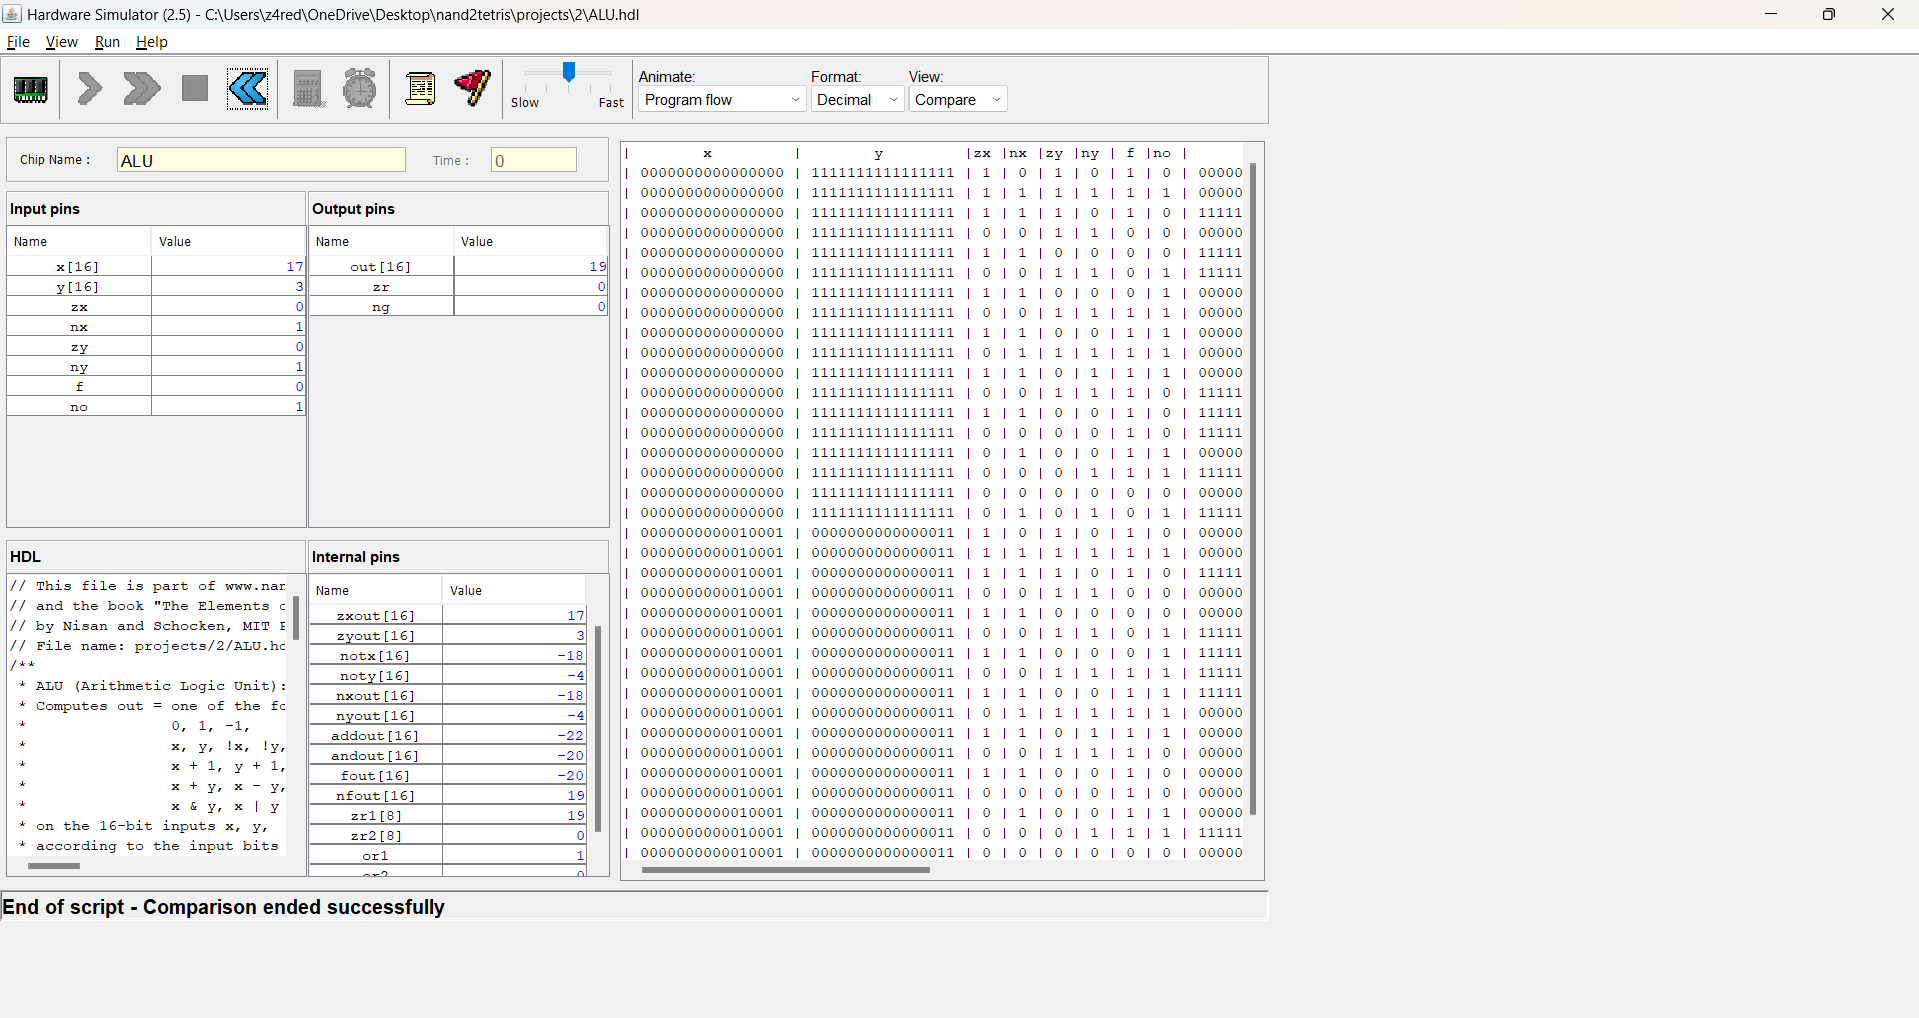 Hardware Simulator (2.5) - C:\Users\z4red\OneDrive\Desktop\nand2tetris\projects\2\ALU.hdl
File View Run Help
Slow Fast
Animate: Format: View:
Program flow Decimal Compare
Chip Name : ALU Time : 0
Input pins
Name Value
x[16] 17
y[16] 3
zx 0
nx 1
zy 0
ny 1
f 0
no 1
Output pins
Name Value
out[16] 19
zr 0
ng 0
HDL
// This file is part of www.nan
// and the book "The Elements o
// by Nisan and Schocken, MIT P
// File name: projects/2/ALU.hd
/**
* ALU (Arithmetic Logic Unit):
* Computes out = one of the fo
* 0, 1, -1,
* x, y, !x, !y,
* x + 1, y + 1,
* x + y, x - y,
* x & y, x | y
* on the 16-bit inputs x, y,
* according to the input bits
Internal pins
Name Value
zxout[16] 17
zyout[16] 3
notx[16] -18
noty[16] -4
nxout[16] -18
nyout[16] -4
addout[16] -22
andout[16] -20
fout[16] -20
nfout[16] 19
zr1[8] 19
zr2[8] 0
or1 1
or2 0
| x | y |zx |nx |zy |ny | f |no |
| 0000000000000000 | 1111111111111111 | 1 | 0 | 1 | 0 | 1 | 0 | 00000
| 0000000000000000 | 1111111111111111 | 1 | 1 | 1 | 1 | 1 | 1 | 00000
| 0000000000000000 | 1111111111111111 | 1 | 1 | 1 | 0 | 1 | 0 | 11111
| 0000000000000000 | 1111111111111111 | 0 | 0 | 1 | 1 | 0 | 0 | 00000
| 0000000000000000 | 1111111111111111 | 1 | 1 | 0 | 0 | 0 | 0 | 11111
| 0000000000000000 | 1111111111111111 | 0 | 0 | 1 | 1 | 0 | 1 | 11111
| 0000000000000000 | 1111111111111111 | 1 | 1 | 0 | 0 | 0 | 1 | 00000
| 0000000000000000 | 1111111111111111 | 0 | 0 | 1 | 1 | 1 | 1 | 00000
| 0000000000000000 | 1111111111111111 | 1 | 1 | 0 | 0 | 1 | 1 | 00000
| 0000000000000000 | 1111111111111111 | 0 | 1 | 1 | 1 | 1 | 1 | 00000
| 0000000000000000 | 1111111111111111 | 1 | 1 | 0 | 1 | 1 | 1 | 00000
| 0000000000000000 | 1111111111111111 | 0 | 0 | 1 | 1 | 1 | 0 | 11111
| 0000000000000000 | 1111111111111111 | 1 | 1 | 0 | 0 | 1 | 0 | 11111
| 0000000000000000 | 1111111111111111 | 0 | 0 | 0 | 0 | 1 | 0 | 11111
| 0000000000000000 | 1111111111111111 | 0 | 1 | 0 | 0 | 1 | 1 | 00000
| 0000000000000000 | 1111111111111111 | 0 | 0 | 0 | 1 | 1 | 1 | 11111
| 0000000000000000 | 1111111111111111 | 0 | 0 | 0 | 0 | 0 | 0 | 00000
| 0000000000000000 | 1111111111111111 | 0 | 1 | 0 | 1 | 0 | 1 | 11111
| 0000000000010001 | 0000000000000011 | 1 | 0 | 1 | 0 | 1 | 0 | 00000
| 0000000000010001 | 0000000000000011 | 1 | 1 | 1 | 1 | 1 | 1 | 00000
| 0000000000010001 | 0000000000000011 | 1 | 1 | 1 | 0 | 1 | 0 | 11111
| 0000000000010001 | 0000000000000011 | 0 | 0 | 1 | 1 | 0 | 0 | 00000
| 0000000000010001 | 0000000000000011 | 1 | 1 | 0 | 0 | 0 | 0 | 00000
| 0000000000010001 | 0000000000000011 | 0 | 0 | 1 | 1 | 0 | 1 | 11111
| 0000000000010001 | 0000000000000011 | 1 | 1 | 0 | 0 | 0 | 1 | 11111
| 0000000000010001 | 0000000000000011 | 0 | 0 | 1 | 1 | 1 | 1 | 11111
| 0000000000010001 | 0000000000000011 | 1 | 1 | 0 | 0 | 1 | 1 | 11111
| 0000000000010001 | 0000000000000011 | 0 | 1 | 1 | 1 | 1 | 1 | 00000
| 0000000000010001 | 0000000000000011 | 1 | 1 | 0 | 1 | 1 | 1 | 00000
| 0000000000010001 | 0000000000000011 | 0 | 0 | 1 | 1 | 1 | 0 | 00000
| 0000000000010001 | 0000000000000011 | 1 | 1 | 0 | 0 | 1 | 0 | 00000
| 0000000000010001 | 0000000000000011 | 0 | 0 | 0 | 0 | 1 | 0 | 00000
| 0000000000010001 | 0000000000000011 | 0 | 1 | 0 | 0 | 1 | 1 | 00000
| 0000000000010001 | 0000000000000011 | 0 | 0 | 0 | 1 | 1 | 1 | 11111
| 0000000000010001 | 0000000000000011 | 0 | 0 | 0 | 0 | 0 | 0 | 00000
End of script - Comparison ended successfully